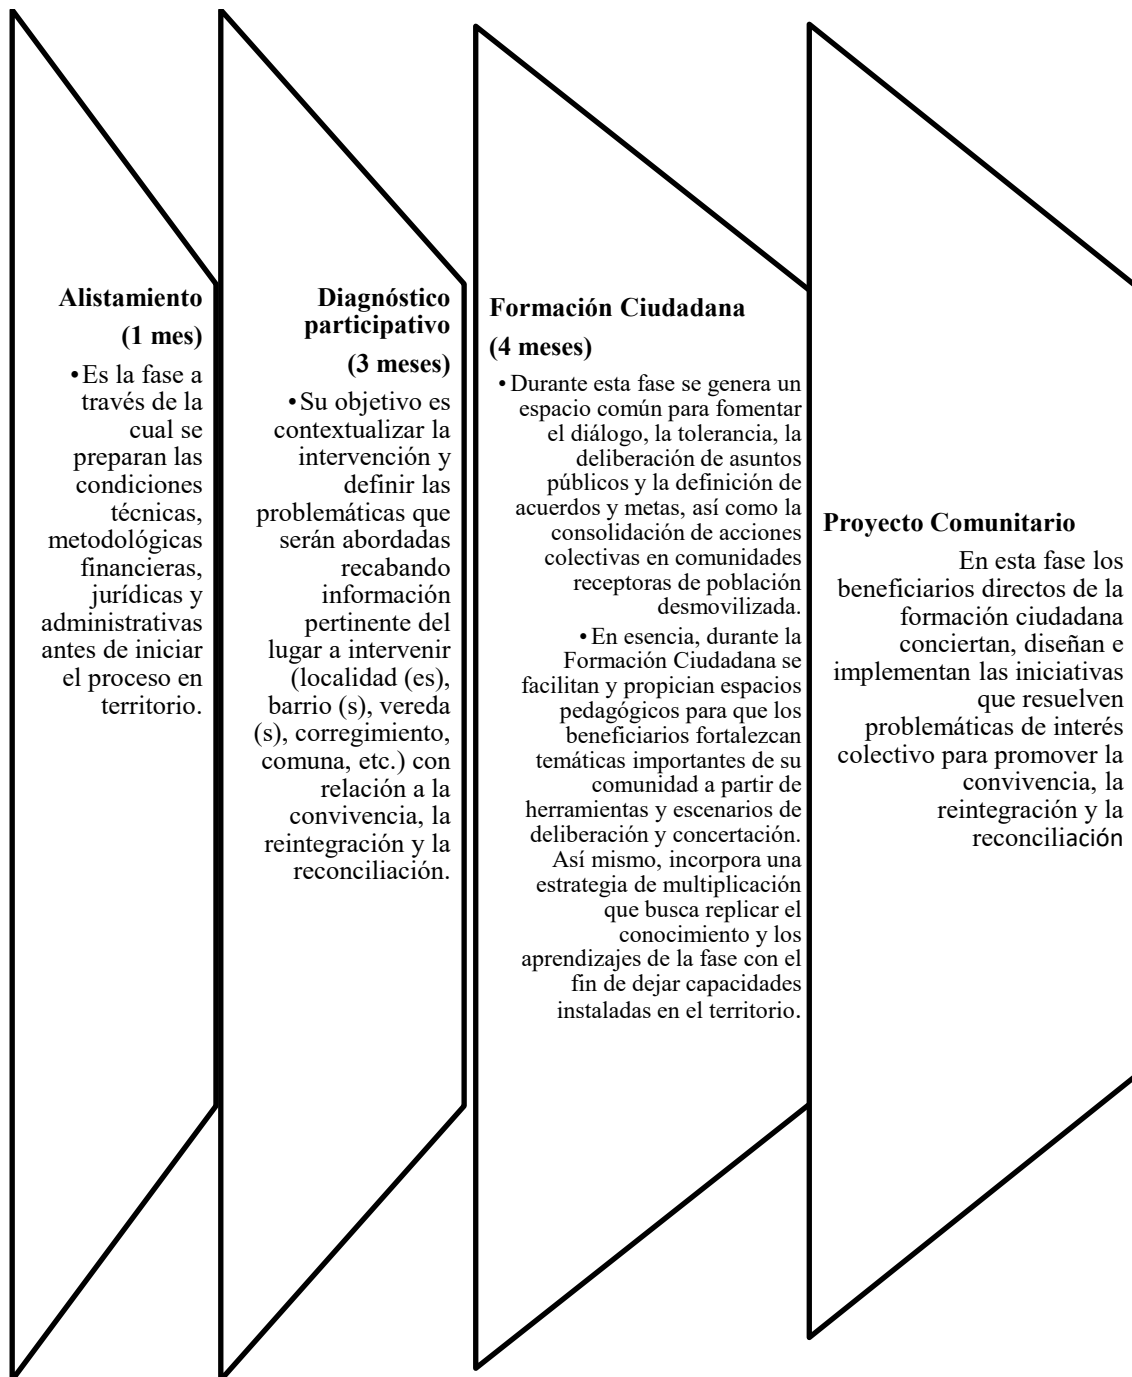 Alistamiento
(1 mes)
•Es la fase a
través de la
cual se
preparan las
condiciones
técnicas,
metodológicas
financieras,
jurídicas y
administrativas
antes de iniciar
el proceso en
territorio.
Diagnóstico
participativo
(3 meses)
•Su objetivo es
contextualizar la
intervención y
definir las
problemáticas que
serán abordadas
recabando
información
pertinente del
lugar a intervenir
(localidad (es),
barrio (s), vereda
(s), corregimiento,
comuna, etc.) con
relación a la
convivencia, la
reintegración y la
reconciliación.
Formación Ciudadana
(4 meses)
•Durante esta fase se genera un
espacio común para fomentar
el diálogo, la tolerancia, la
deliberación de asuntos
públicos y la definición de
acuerdos y metas, así como la
consolidación de acciones
colectivas en comunidades
receptoras de población
desmovilizada.
•En esencia, durante la
Formación Ciudadana se
facilitan y propician espacios
pedagógicos para que los
beneficiarios fortalezcan
temáticas importantes de su
comunidad a partir de
herramientas y escenarios de
deliberación y concertación.
Así mismo, incorpora una
estrategia de multiplicación
que busca replicar el
conocimiento y los
aprendizajes de la fase con el
fin de dejar capacidades
instaladas en el territorio.
Proyecto Comunitario
En esta fase los
beneficiarios directos de la
formación ciudadana
conciertan, diseñan e
implementan las iniciativas
que resuelven
problemáticas de interés
colectivo para promover la
convivencia, la
reintegración y la
reconciliación